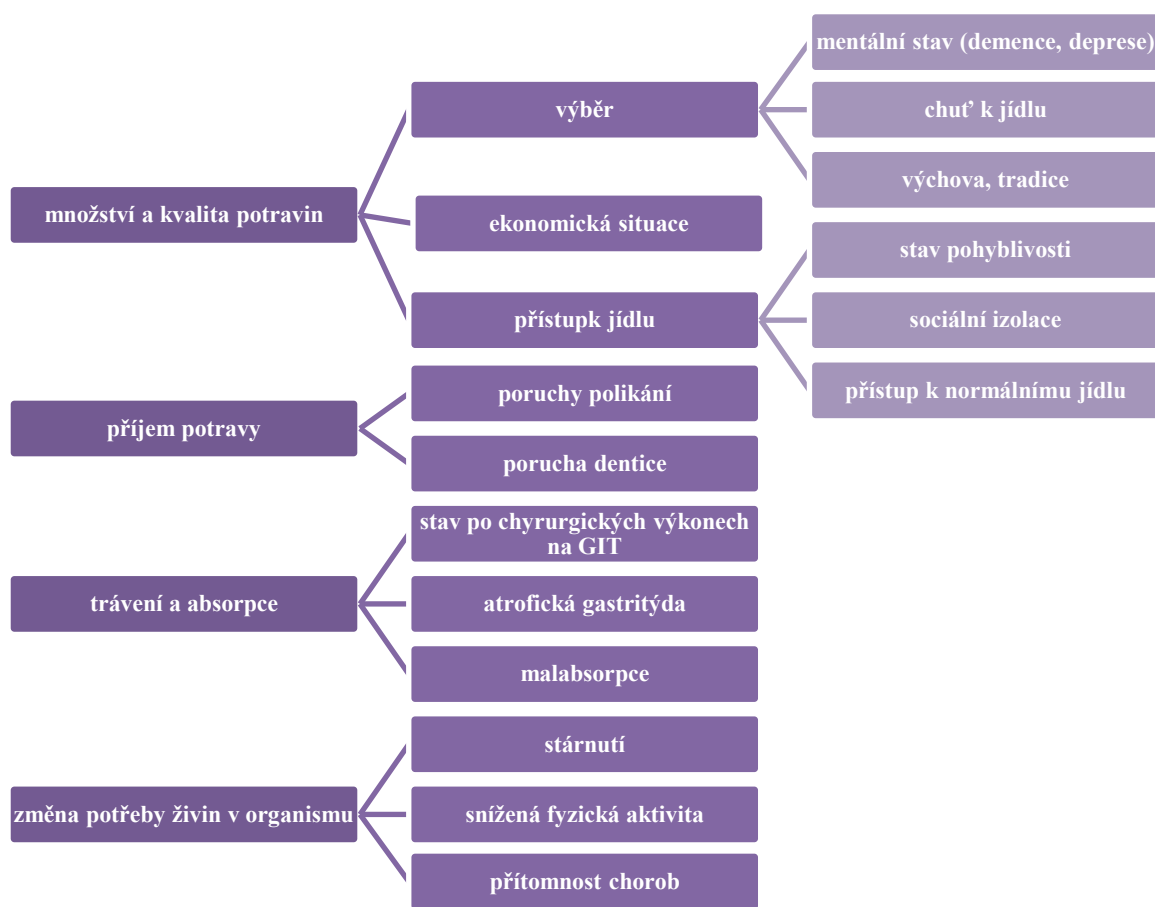 množství a kvalita potravin
výběr
mentální stav (demence, deprese)
chuť k jídlu
výchova, tradice
ekonomická situace
přístupk jídlu
stav pohyblivosti
sociální izolace
přístup k normálnímu jídlu
příjem potravy
poruchy polikání
porucha dentice
trávení a absorpce
stav po chyrurgických výkonech
na GIT
atrofická gastritýda
malabsorpce
změna potřeby živin v organismu
stárnutí
snížená fyzická aktivita
přítomnost chorob